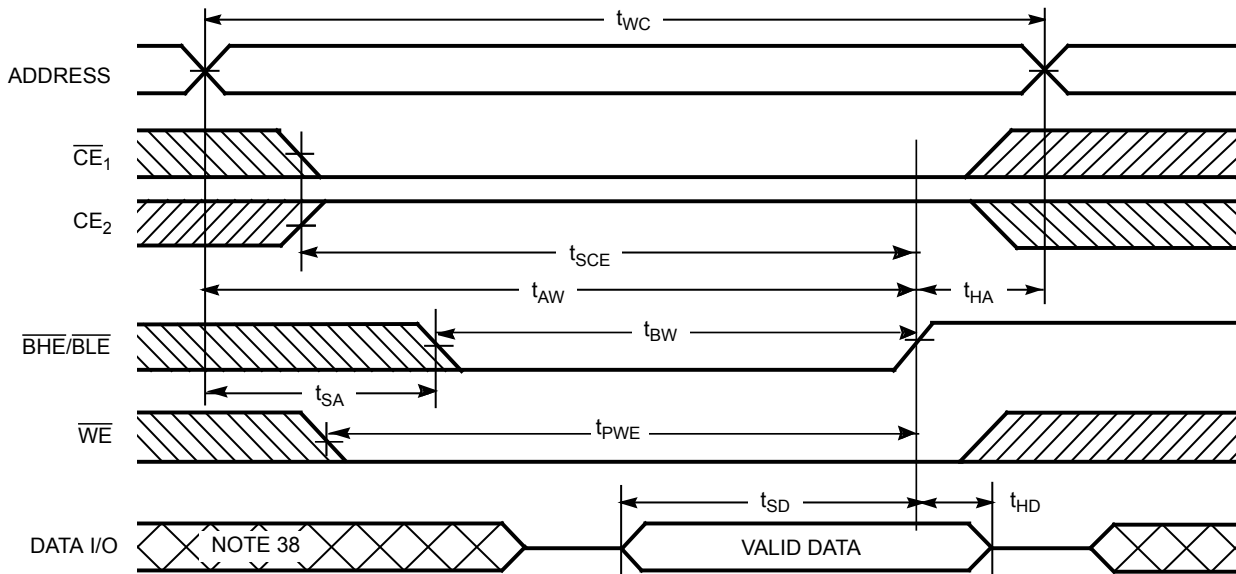 tWC
ADDRESS
CE1
CE2
tSCE
tAW
tHA
BHE/BLE
tBW
tSA
WE
tPWE
tSD
tHD
DATA I/O
NOTE 38
VALID DATA